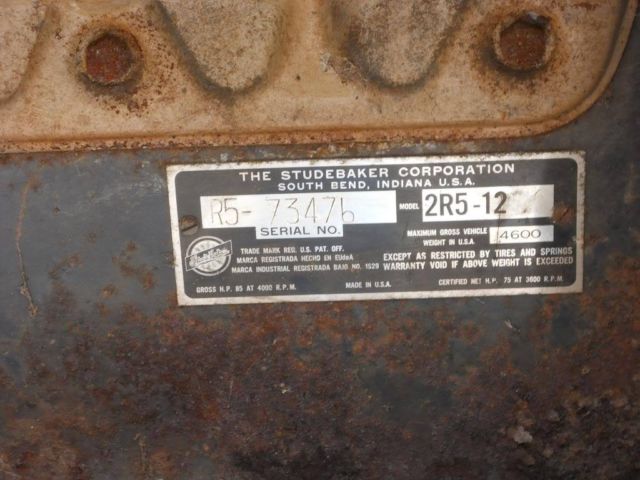 THE STUDEBAKER CORPORATION
SOUTH BEND, INDIANA U.S.A.
R5-73476 MODEL 2R5-12
SERIAL NO. MAXIMUM GROSS VEHICLE WEIGHT IN U.S.A. 4600
TRADE MARK REG. U.S. PAT. OFF.
MARCA REGISTRADA HECHO EN EUdeA EXCEPT AS RESTRICTED BY TIRES AND SPRINGS
MARCA INDUSTRIAL REGISTRADA BAJO NO. 1529 WARRANTY VOID IF ABOVE WEIGHT IS EXCEEDED
GROSS H.P. 85 AT 4000 R.P.M. MADE IN U.S.A. CERTIFIED NET H.P. 75 AT 3600 R.P.M.
Studebaker